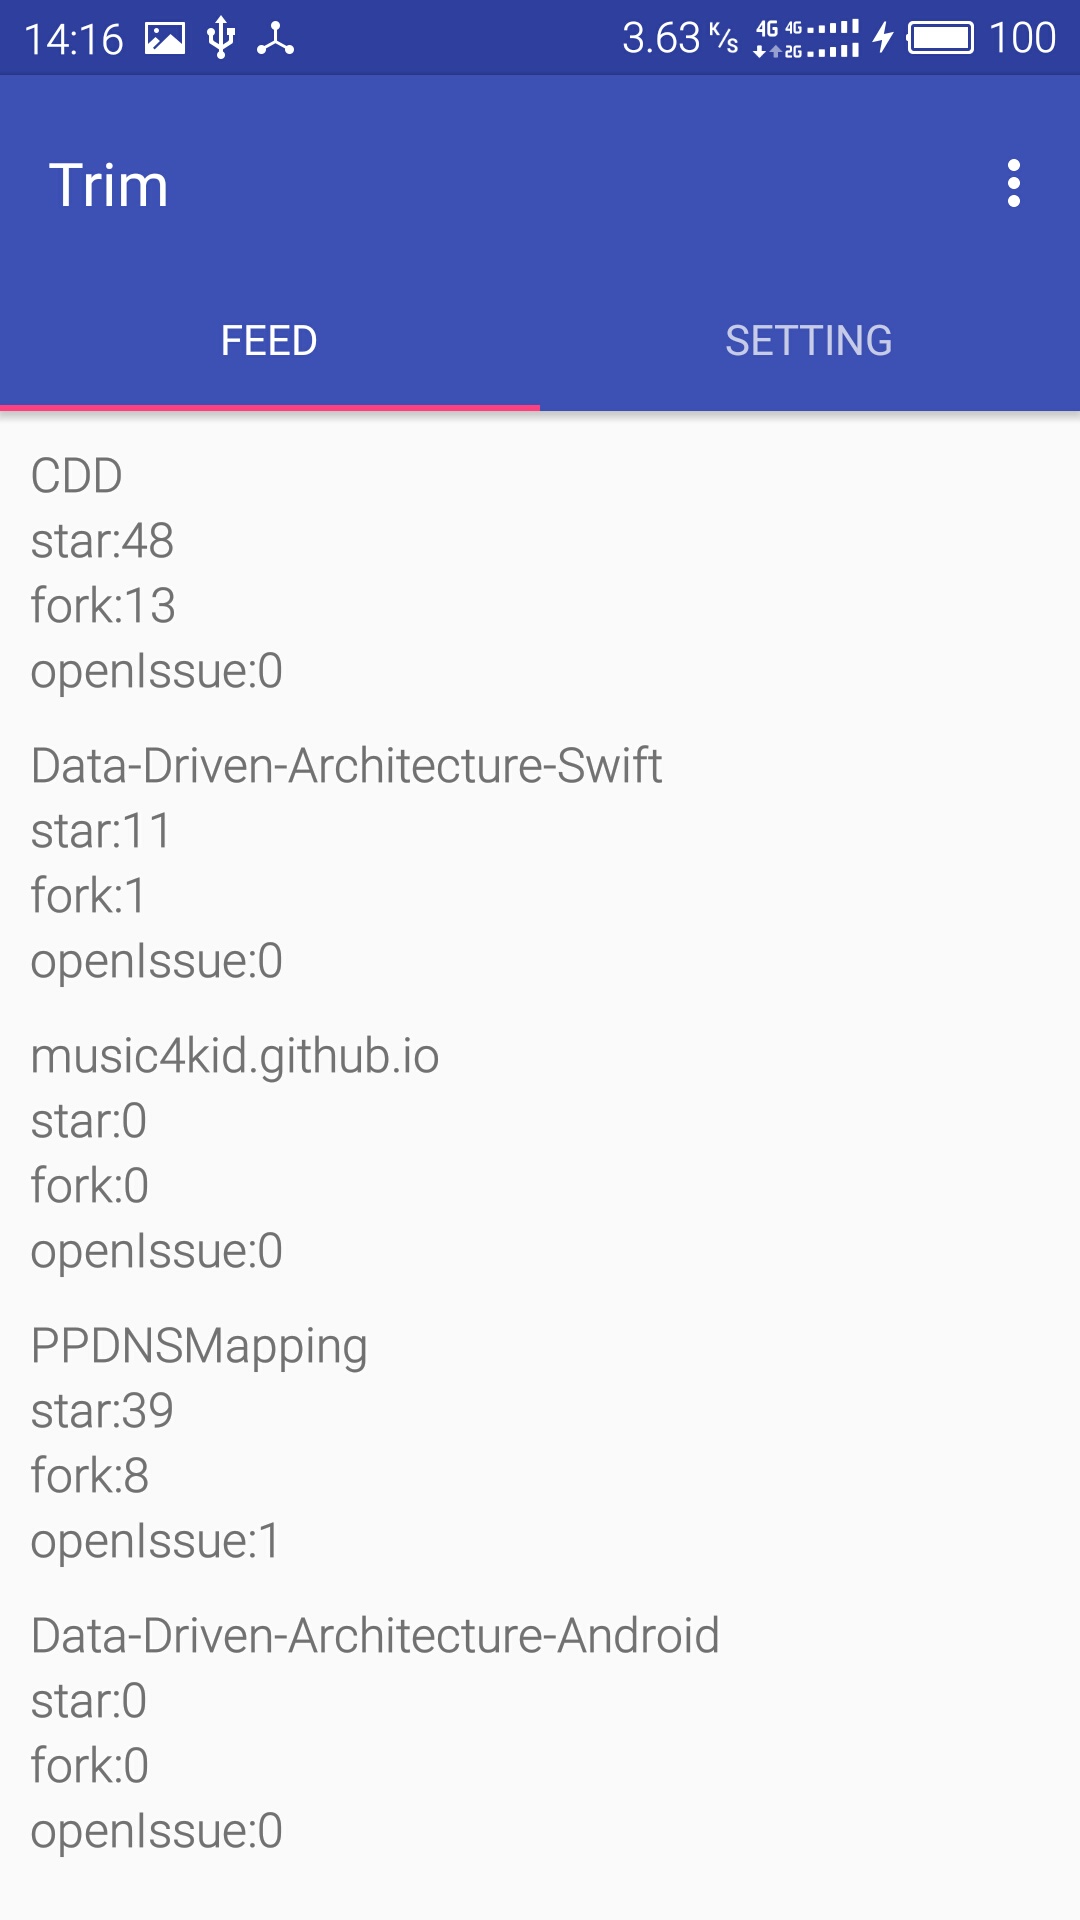 14:16 3.63 K/s 4G 4G 2G 100
Trim
FEED SETTING
CDD
star:48
fork:13
openIssue:0
Data-Driven-Architecture-Swift
star:11
fork:1
openIssue:0
music4kid.github.io
star:0
fork:0
openIssue:0
PPDNSMapping
star:39
fork:8
openIssue:1
Data-Driven-Architecture-Android
star:0
fork:0
openIssue:0